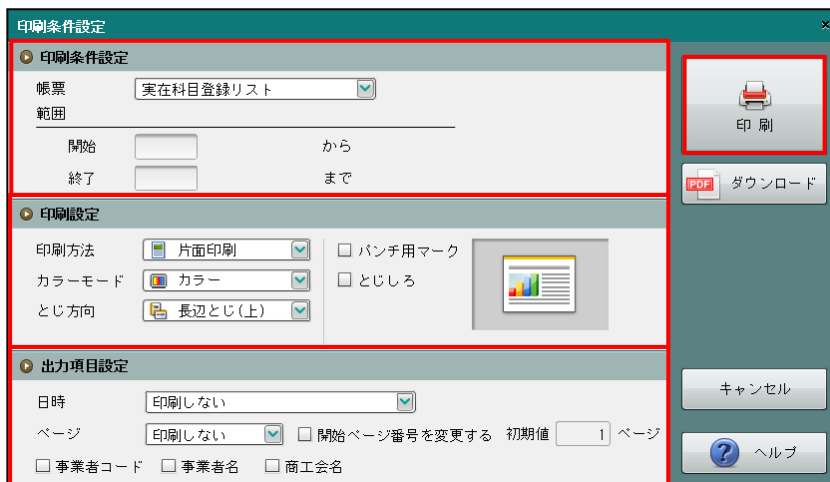 印刷条件設定
印刷条件設定
帳票 実在科目登録リスト
範囲
開始 から
終了 まで
印刷設定
印刷方法 片面印刷 パンチ用マーク
カラーモード カラー とじしろ
とじ方向 長辺とじ(上)
出力項目設定
日時 印刷しない
ページ 印刷しない 開始ページ番号を変更する 初期値 1 ページ
事業者コード 事業者名 商工会名
印 刷
PDF ダウンロード
キャンセル
? ヘルプ